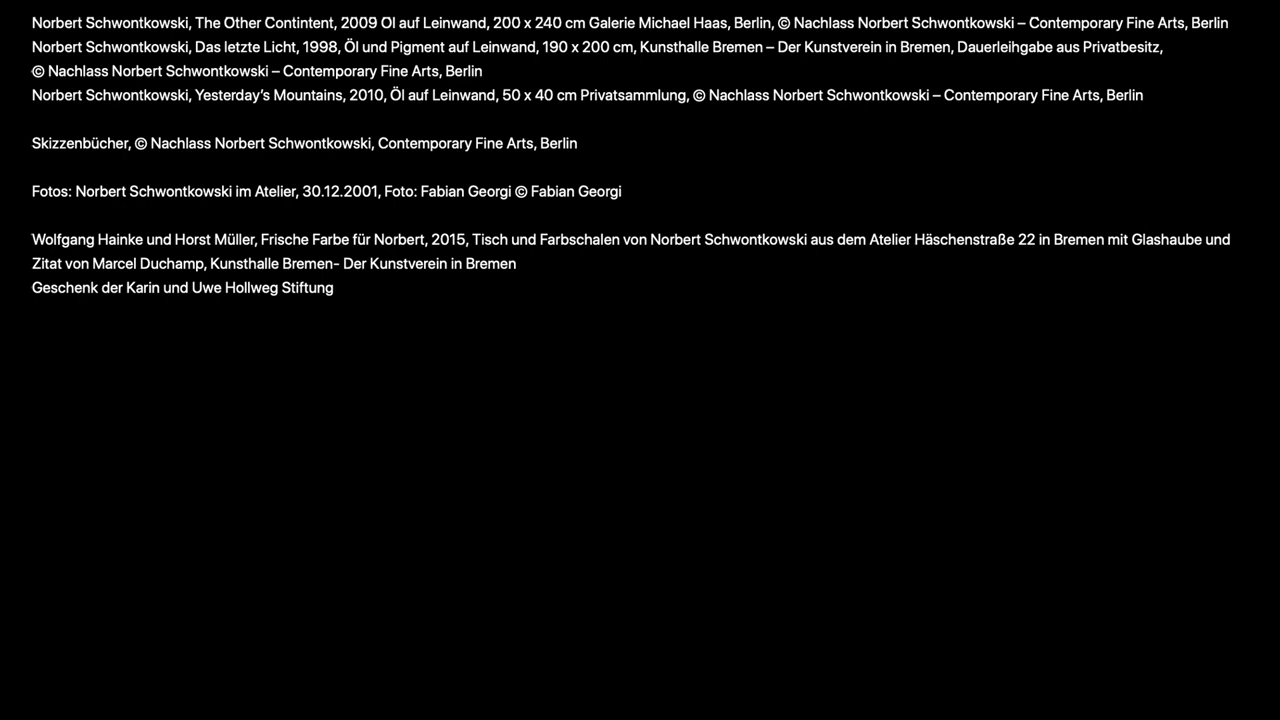 Norbert Schwontkowski, The Other Contintent, 2009 Ol auf Leinwand, 200 x 240 cm Galerie Michael Haas, Berlin, © Nachlass Norbert Schwontkowski – Contemporary Fine Arts, Berlin
Norbert Schwontkowski, Das letzte Licht, 1998, Öl und Pigment auf Leinwand, 190 x 200 cm, Kunsthalle Bremen – Der Kunstverein in Bremen, Dauerleihgabe aus Privatbesitz,
© Nachlass Norbert Schwontkowski – Contemporary Fine Arts, Berlin
Norbert Schwontkowski, Yesterday’s Mountains, 2010, Öl auf Leinwand, 50 x 40 cm Privatsammlung, © Nachlass Norbert Schwontkowski – Contemporary Fine Arts, Berlin
Skizzenbücher, © Nachlass Norbert Schwontkowski, Contemporary Fine Arts, Berlin
Fotos: Norbert Schwontkowski im Atelier, 30.12.2001, Foto: Fabian Georgi © Fabian Georgi
Wolfgang Hainke und Horst Müller, Frische Farbe für Norbert, 2015, Tisch und Farbschalen von Norbert Schwontkowski aus dem Atelier Häschenstraße 22 in Bremen mit Glashaube und
Zitat von Marcel Duchamp, Kunsthalle Bremen- Der Kunstverein in Bremen
Geschenk der Karin und Uwe Hollweg Stiftung